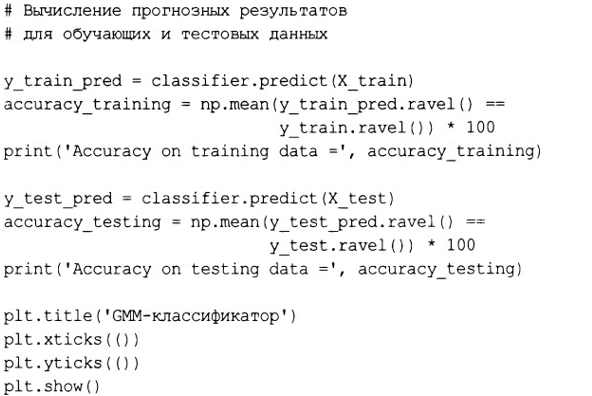 # Вычисление прогнозных результатов
# для обучающих и тестовых данных
y_train_pred = classifier.predict(X_train)
accuracy_training = np.mean(y_train_pred.ravel() ==
y_train.ravel()) * 100
print('Accuracy on training data =', accuracy_training)
y_test_pred = classifier.predict(X_test)
accuracy_testing = np.mean(y_test_pred.ravel() ==
y_test.ravel()) * 100
print('Accuracy on testing data =', accuracy_testing)
plt.title('GMM-классификатор')
plt.xticks(())
plt.yticks(())
plt.show()